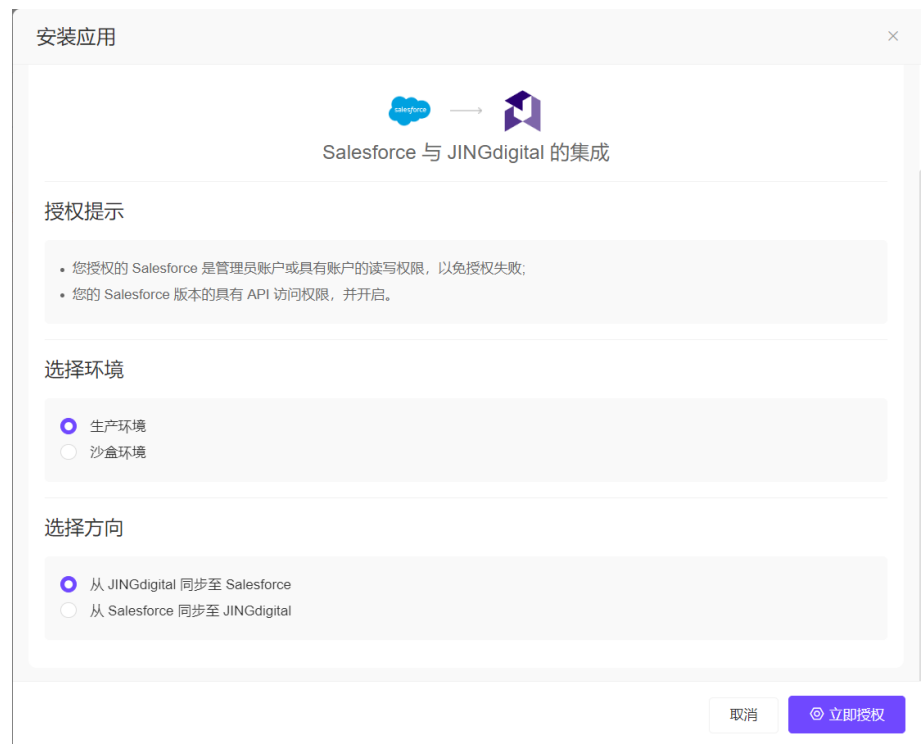 安装应用
salesforce
Salesforce 与 JINGdigital 的集成
授权提示
您授权的 Salesforce 是管理员账户或具有账户的读写权限，以免授权失败;
您的 Salesforce 版本的具有 API 访问权限，并开启。
选择环境
生产环境
沙盒环境
选择方向
从 JINGdigital 同步至 Salesforce
从 Salesforce 同步至 JINGdigital
取消
立即授权